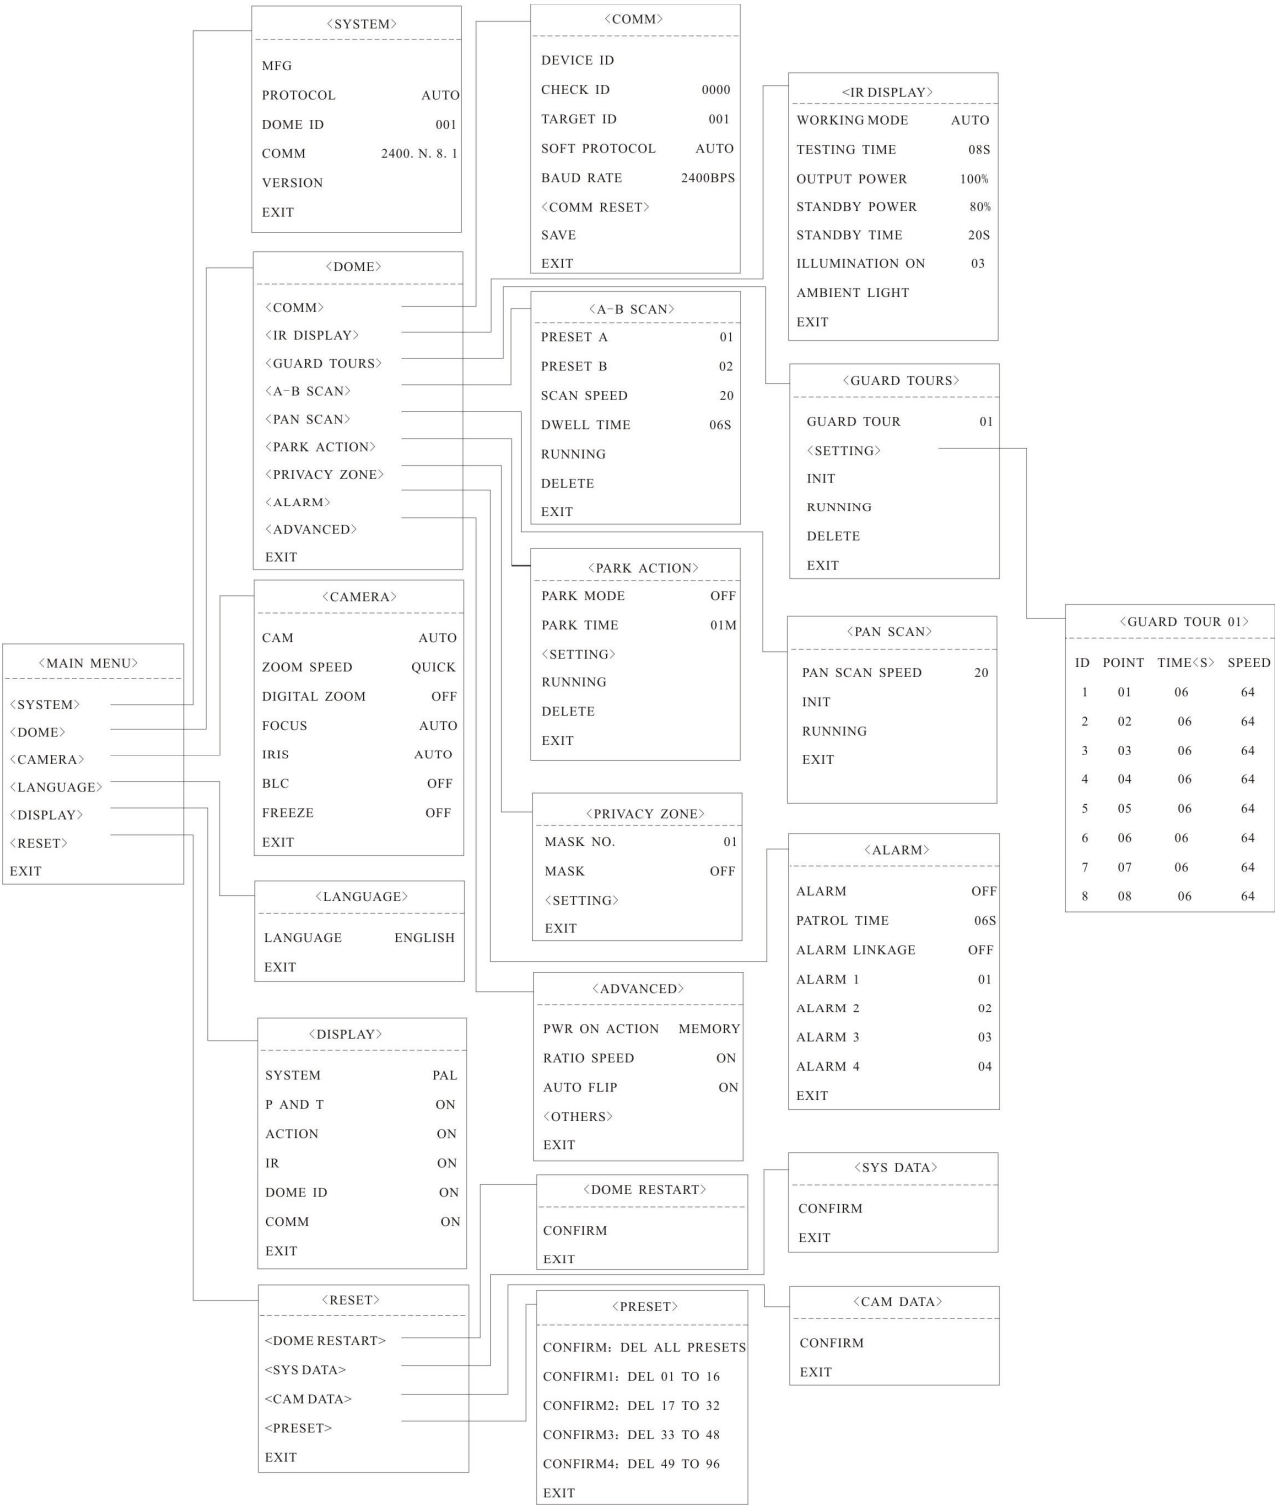 <MAIN MENU>
<SYSTEM>
<DOME>
<CAMERA>
<LANGUAGE>
<DISPLAY>
<RESET>
EXIT
<SYSTEM>
MFG
PROTOCOL AUTO
DOME ID 001
COMM 2400. N. 8. 1
VERSION
EXIT
<DOME>
<COMM>
<IR DISPLAY>
<GUARD TOURS>
<A-B SCAN>
<PAN SCAN>
<PARK ACTION>
<PRIVACY ZONE>
<ALARM>
<ADVANCED>
EXIT
<CAMERA>
CAM AUTO
ZOOM SPEED QUICK
DIGITAL ZOOM OFF
FOCUS AUTO
IRIS AUTO
BLC OFF
FREEZE OFF
EXIT
<LANGUAGE>
LANGUAGE ENGLISH
EXIT
<DISPLAY>
SYSTEM PAL
P AND T ON
ACTION ON
IR ON
DOME ID ON
COMM ON
EXIT
<RESET>
<DOME RESTART>
<SYS DATA>
<CAM DATA>
<PRESET>
EXIT
<COMM>
DEVICE ID
CHECK ID 0000
TARGET ID 001
SOFT PROTOCOL AUTO
BAUD RATE 2400BPS
<COMM RESET>
SAVE
EXIT
<A-B SCAN>
PRESET A 01
PRESET B 02
SCAN SPEED 20
DWELL TIME 06S
RUNNING
DELETE
EXIT
<PARK ACTION>
PARK MODE OFF
PARK TIME 01M
<SETTING>
RUNNING
DELETE
EXIT
<PRIVACY ZONE>
MASK NO. 01
MASK OFF
<SETTING>
EXIT
<ADVANCED>
PWR ON ACTION MEMORY
RATIO SPEED ON
AUTO FLIP ON
<OTHERS>
EXIT
<DOME RESTART>
CONFIRM
EXIT
<PRESET>
CONFIRM: DEL ALL PRESETS
CONFIRM1: DEL 01 TO 16
CONFIRM2: DEL 17 TO 32
CONFIRM3: DEL 33 TO 48
CONFIRM4: DEL 49 TO 96
EXIT
<IR DISPLAY>
WORKING MODE AUTO
TESTING TIME 08S
OUTPUT POWER 100%
STANDBY POWER 80%
STANDBY TIME 20S
ILLUMINATION ON 03
AMBIENT LIGHT
EXIT
<GUARD TOURS>
GUARD TOUR 01
<SETTING>
INIT
RUNNING
DELETE
EXIT
<PAN SCAN>
PAN SCAN SPEED 20
INIT
RUNNING
EXIT
<ALARM>
ALARM OFF
PATROL TIME 06S
ALARM LINKAGE OFF
ALARM 1 01
ALARM 2 02
ALARM 3 03
ALARM 4 04
EXIT
<SYS DATA>
CONFIRM
EXIT
<CAM DATA>
CONFIRM
EXIT
<GUARD TOUR 01>
ID POINT TIME<S> SPEED
1 01 06 64
2 02 06 64
3 03 06 64
4 04 06 64
5 05 06 64
6 06 06 64
7 07 06 64
8 08 06 64